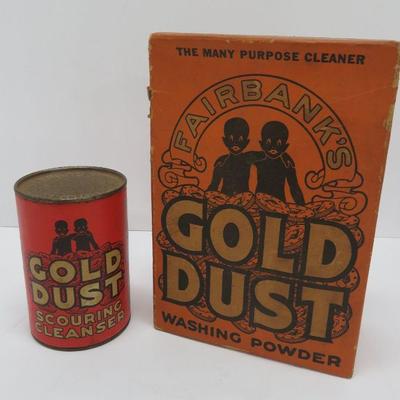 THE MANY PURPOSE CLEANER
FAIRBANK'S
GOLD
DUST
WASHING POWDER
GOLD
DUST
SCOURING
CLEANSER